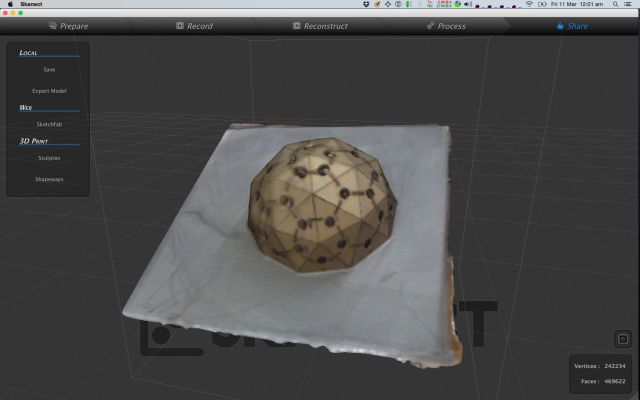 Skanect
Fri 11 Mar 12:01 am
Skanect
Prepare
Record
Reconstruct
Process
Share
Local
Save
Export Model
Web
Sketchfab
3D Print
Sculpteo
Shapeways
Vertices : 242234
Faces : 469622